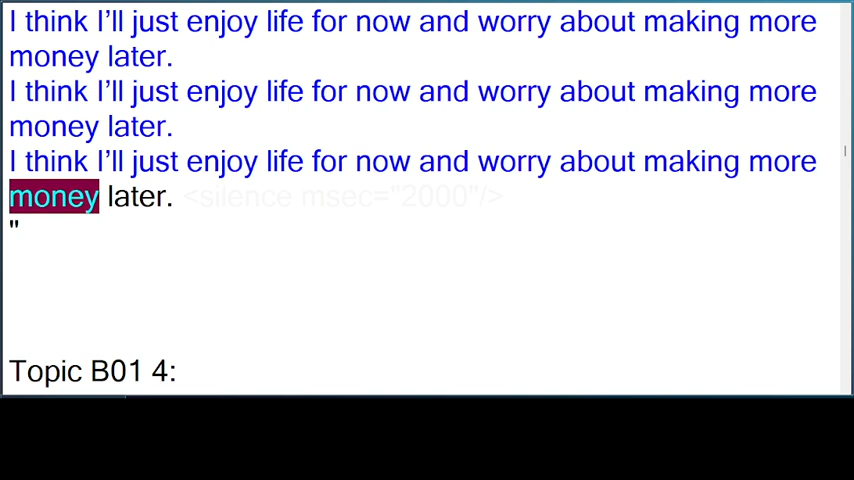 I think I’ll just enjoy life for now and worry about making more
money later.
I think I’ll just enjoy life for now and worry about making more
money later.
I think I’ll just enjoy life for now and worry about making more
money later. <silence msec="2000"/>
"
Topic B01 4: